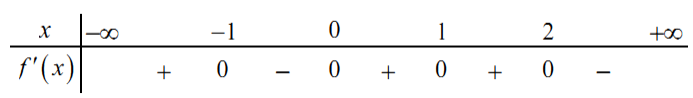 x −∞ −1 0 1 2 +∞
f′(x) + 0 − 0 + 0 + 0 −